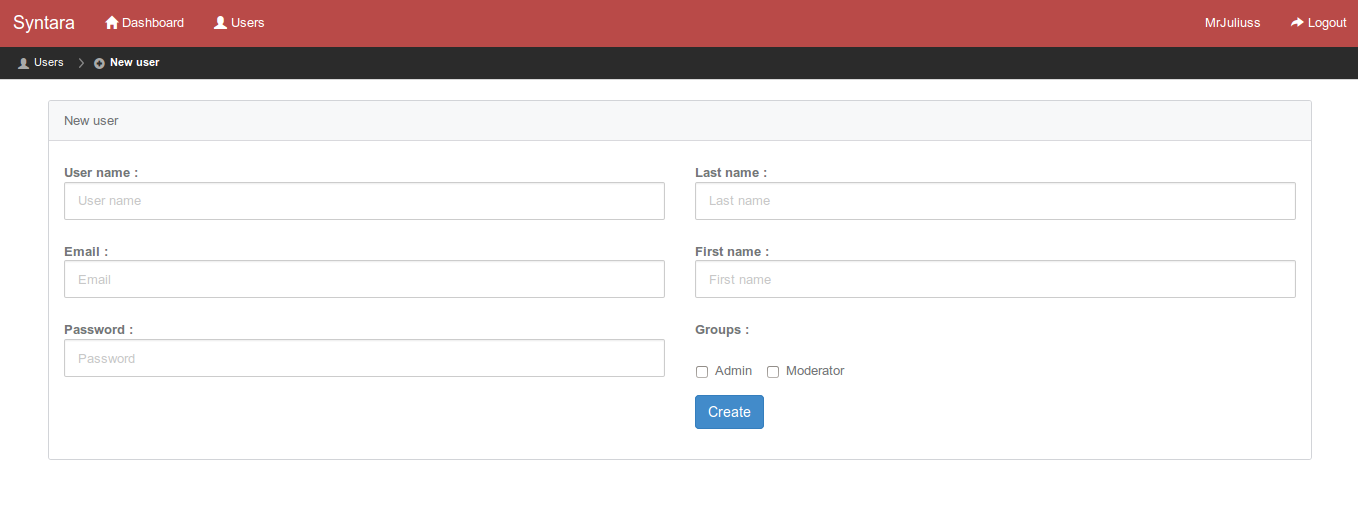 Syntara Dashboard Users MrJuliuss Logout
Users New user
New user
User name :
User name
Last name :
Last name
Email :
Email
First name :
First name
Password :
Password
Groups :
Admin Moderator
Create